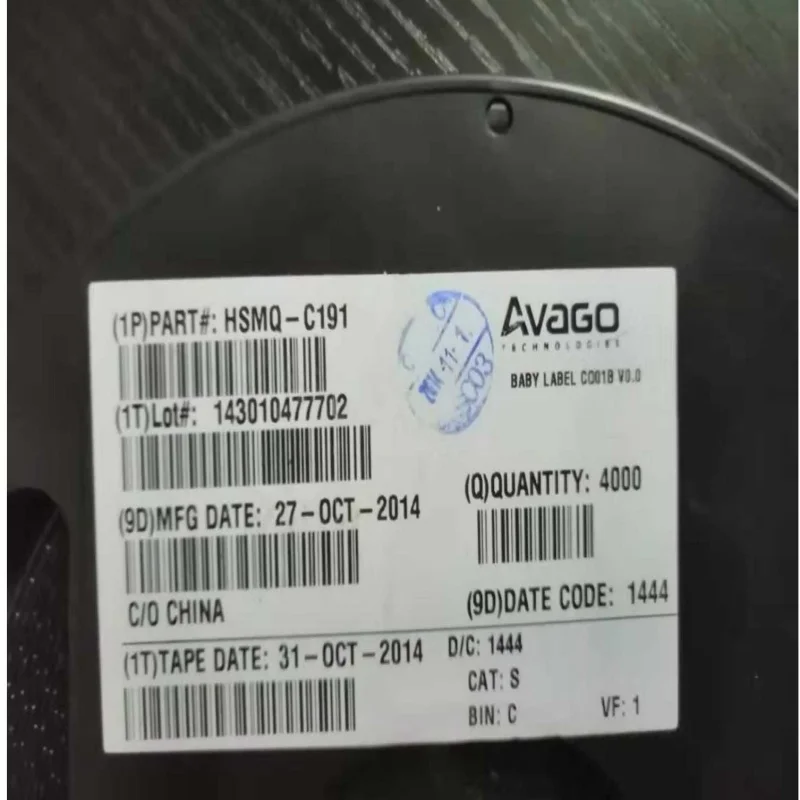 (1P)PART#: HSMQ-C191
AVAGO
TECHNOLOGIES
BABY LABEL CO01B V0.0
(1T)Lot#: 143010477702
(Q)QUANTITY: 4000
(9D)MFG DATE: 27-OCT-2014
C/O CHINA
(9D)DATE CODE: 1444
(1T)TAPE DATE: 31-OCT-2014
D/C: 1444
CAT: S
BIN: C
VF: 1